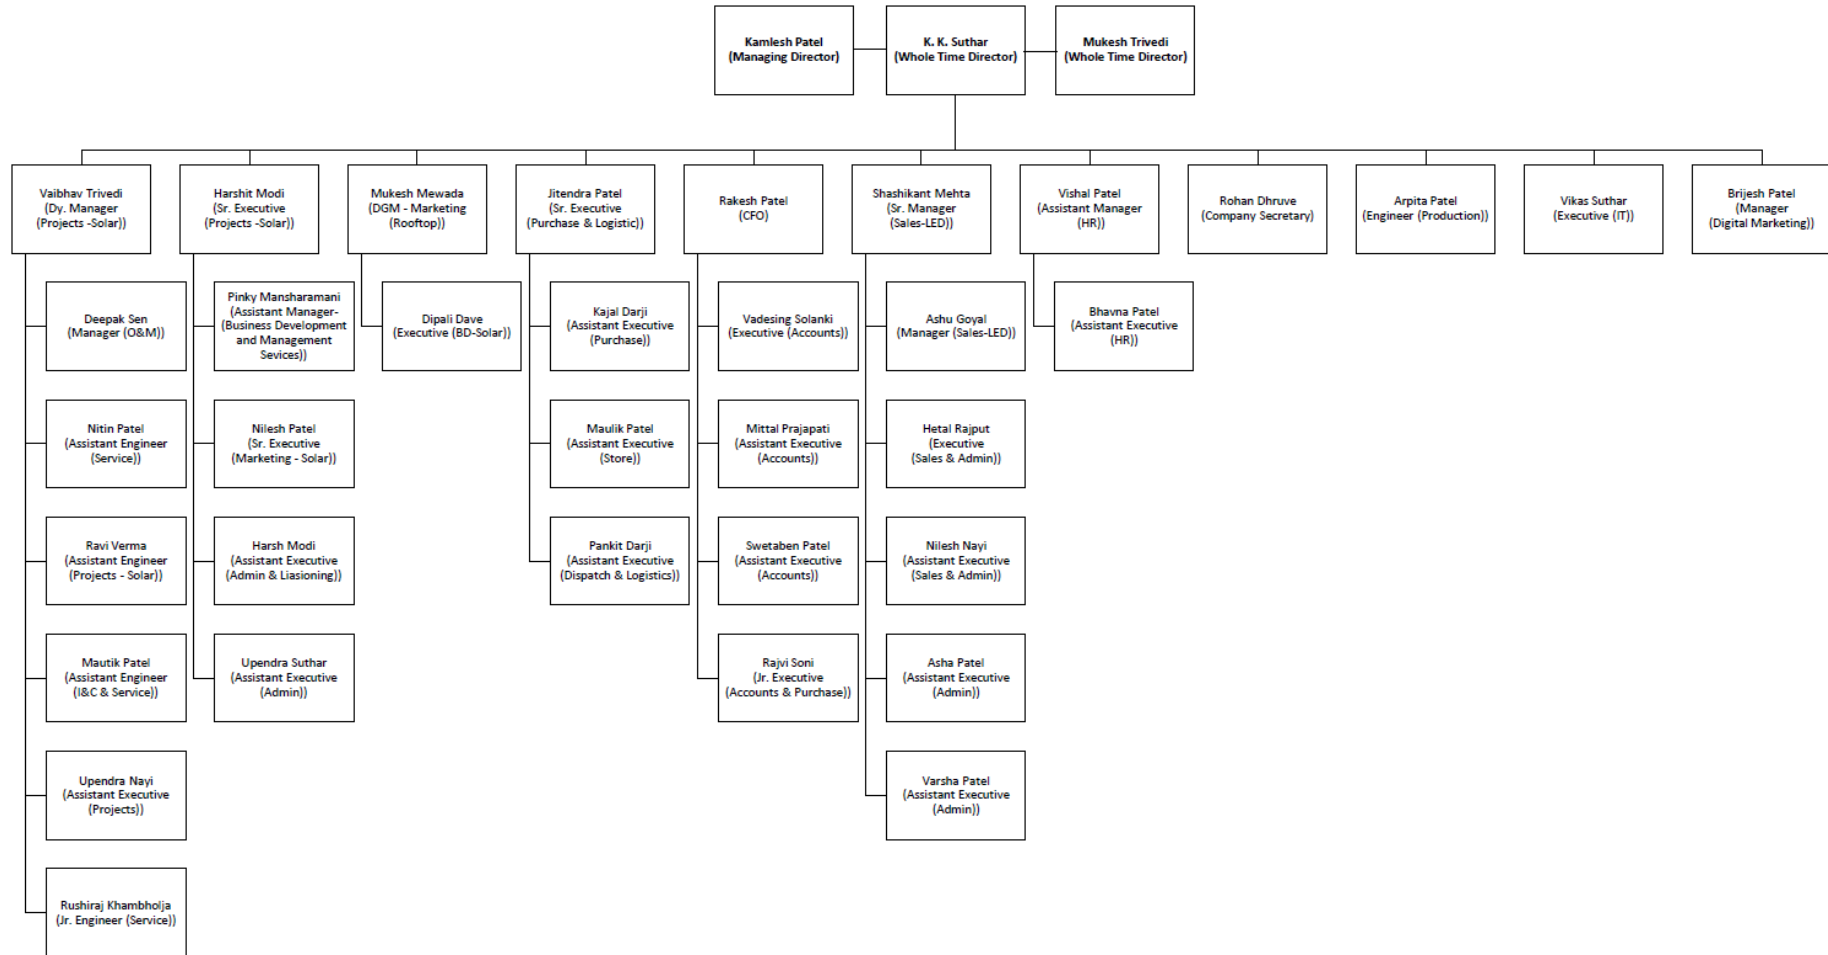 Kamlesh Patel
(Managing Director)
K. K. Suthar
(Whole Time Director)
Mukesh Trivedi
(Whole Time Director)
Vaibhav Trivedi
(Dy. Manager
(Projects -Solar))
Harshit Modi
(Sr. Executive
(Projects -Solar))
Mukesh Mewada
(DGM - Marketing
(Rooftop)
Jitendra Patel
(Sr. Executive
(Purchase & Logistic))
Rakesh Patel
(CFO)
Shashikant Mehta
(Sr. Manager
(Sales-LED))
Vishal Patel
(Assistant Manager
(HR))
Rohan Dhruve
(Company Secretary)
Arpita Patel
(Engineer (Production))
Vikas Suthar
(Executive (IT))
Brijesh Patel
(Manager
(Digital Marketing))
Deepak Sen
(Manager (O&M))
Pinky Mansharamani
(Assistant Manager-
(Business Development
and Management
Sevices))
Dipali Dave
(Executive (BD-Solar))
Kajal Darji
(Assistant Executive
(Purchase))
Vadesing Solanki
(Executive (Accounts))
Ashu Goyal
(Manager (Sales-LED))
Bhavna Patel
(Assistant Executive
(HR))
Nitin Patel
(Assistant Engineer
(Service))
Nilesh Patel
(Sr. Executive
(Marketing - Solar))
Maulik Patel
(Assistant Executive
(Store))
Mittal Prajapati
(Assistant Executive
(Accounts))
Hetal Rajput
(Executive
(Sales & Admin))
Ravi Verma
(Assistant Engineer
(Projects - Solar))
Harsh Modi
(Assistant Executive
(Admin & Liasioning))
Pankit Darji
(Assistant Executive
(Dispatch & Logistics))
Swetaben Patel
(Assistant Executive
(Accounts))
Nilesh Nayi
(Assistant Executive
(Sales & Admin))
Mautik Patel
(Assistant Engineer
(I&C & Service))
Upendra Suthar
(Assistant Executive
(Admin))
Rajvi Soni
(Jr. Executive
(Accounts & Purchase))
Asha Patel
(Assistant Executive
(Admin))
Upendra Nayi
(Assistant Executive
(Projects))
Varsha Patel
(Assistant Executive
(Admin))
Rushiraj Khambholja
(Jr. Engineer (Service))